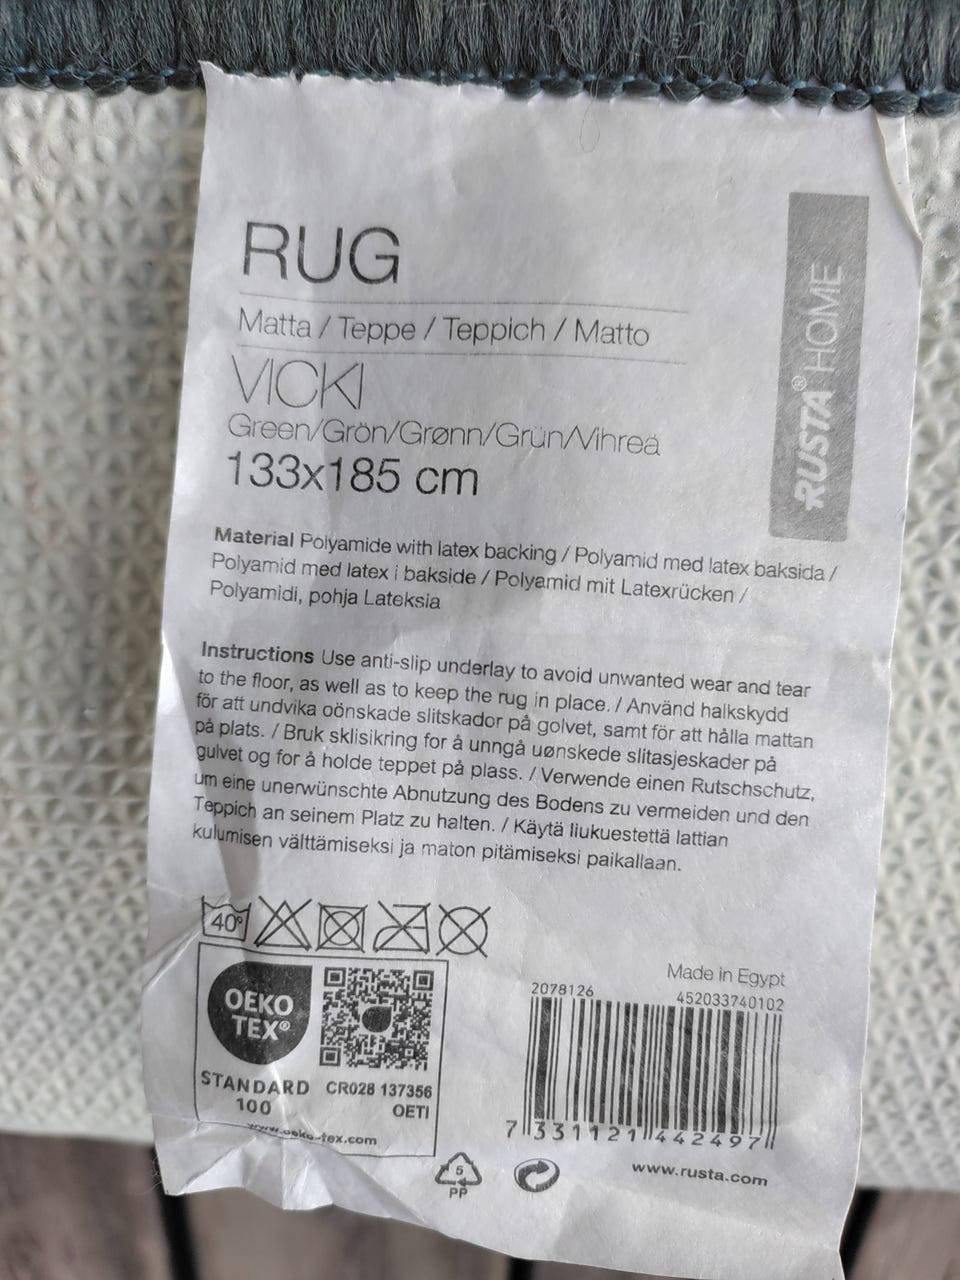 RUG
Matta / Teppe / Teppich / Matto
VICKI
Green/Grön/Grønn/Grün/Vihreä
133x185 cm
RUSTA® HOME
Material Polyamide with latex backing / Polyamid med latex baksida /
Polyamid med latex i bakside / Polyamid mit Latexrücken /
Polyamidi, pohja Lateksia
Instructions Use anti-slip underlay to avoid unwanted wear and tear
to the floor, as well as to keep the rug in place. / Använd halkskydd
för att undvika oönskade slitskador på golvet, samt för att hålla mattan
på plats. / Bruk sklisikring for å unngå uønskede slitasjeskader på
gulvet og for å holde teppet på plass. / Verwende einen Rutschschutz,
um eine unerwünschte Abnutzung des Bodens zu vermeiden und den
Teppich an seinem Platz zu halten. / Käytä liukuestettä lattian
kulumisen välttämiseksi ja maton pitämiseksi paikallaan.
40°
OEKO
TEX®
STANDARD
100
CR028 137356
OETI
www.oeko-tex.com
Made in Egypt
2078126 452033740102
7 331121 442497
5
PP
www.rusta.com